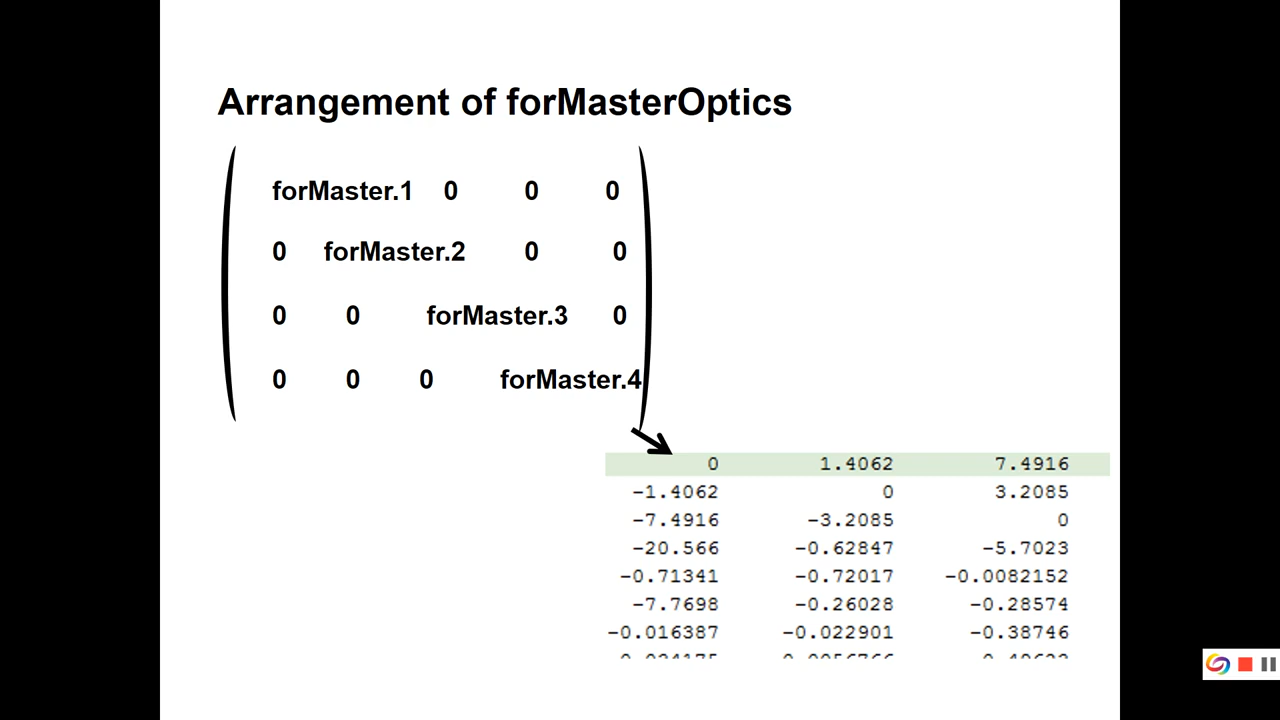 Arrangement of forMasterOptics
forMaster.1 0 0 0
0 forMaster.2 0 0
0 0 forMaster.3 0
0 0 0 forMaster.4
0 1.4062 7.4916
-1.4062 0 3.2085
-7.4916 -3.2085 0
-20.566 -0.62847 -5.7023
-0.71341 -0.72017 -0.0082152
-7.7698 -0.26028 -0.28574
-0.016387 -0.022901 -0.38746